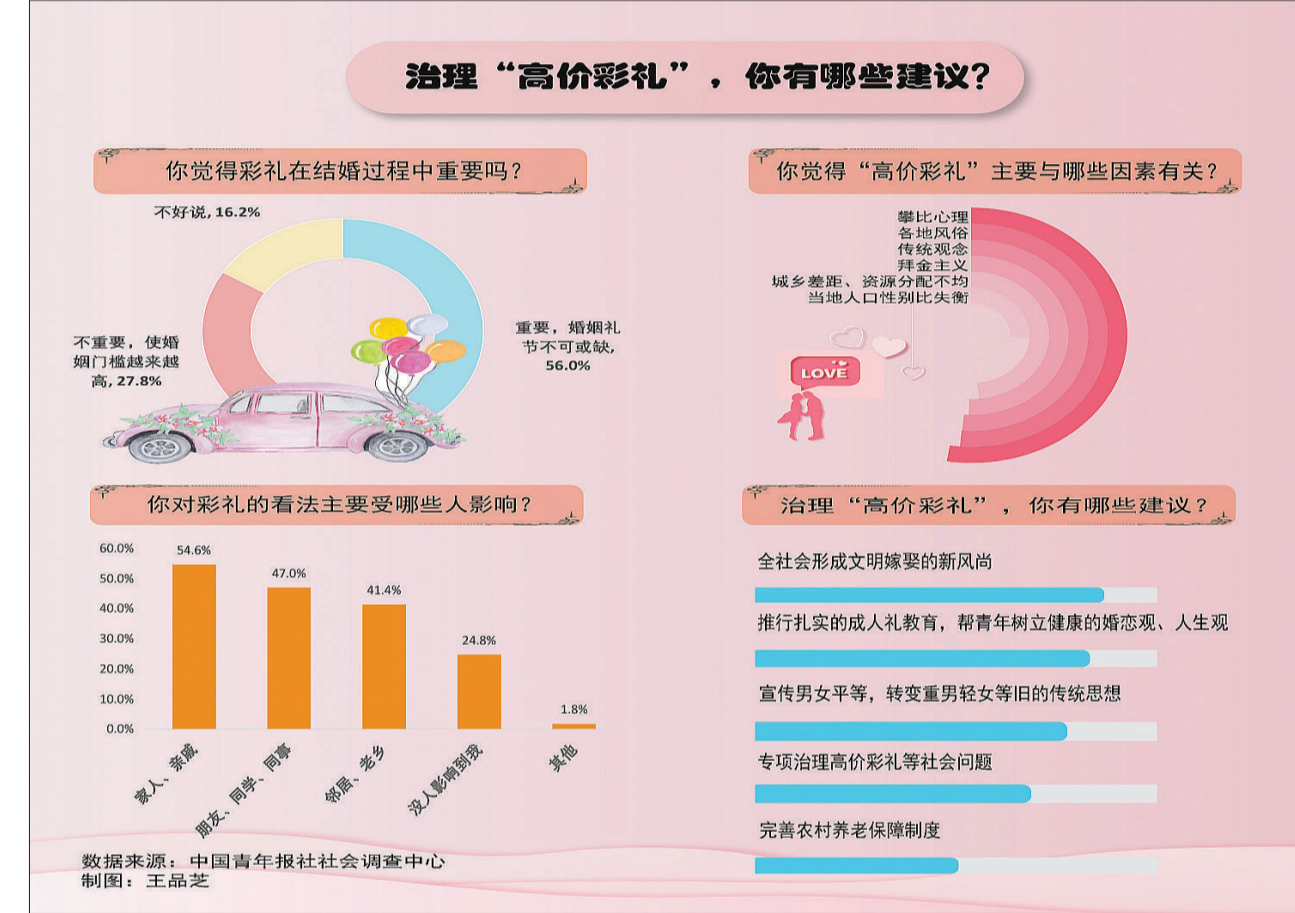 治理“高价彩礼”，你有哪些建议？
你觉得彩礼在结婚过程中重要吗？
不好说, 16.2%
不重要，使婚
姻门槛越来越
高, 27.8%
重要，婚姻礼
节不可或缺,
56.0%
你觉得“高价彩礼”主要与哪些因素有关？
攀比心理
各地风俗
传统观念
拜金主义
城乡差距、资源分配不均
当地人口性别比失衡
LOVE
你对彩礼的看法主要受哪些人影响？
60.0%
50.0%
40.0%
30.0%
20.0%
10.0%
0.0%
54.6%
47.0%
41.4%
24.8%
1.8%
家人、亲戚
朋友、同学、同事
邻居、老乡
没人影响到我
其他
治理“高价彩礼”，你有哪些建议？
全社会形成文明嫁娶的新风尚
推行扎实的成人礼教育，帮青年树立健康的婚恋观、人生观
宣传男女平等，转变重男轻女等旧的传统思想
专项治理高价彩礼等社会问题
完善农村养老保障制度
数据来源：中国青年报社社会调查中心
制图：王品芝